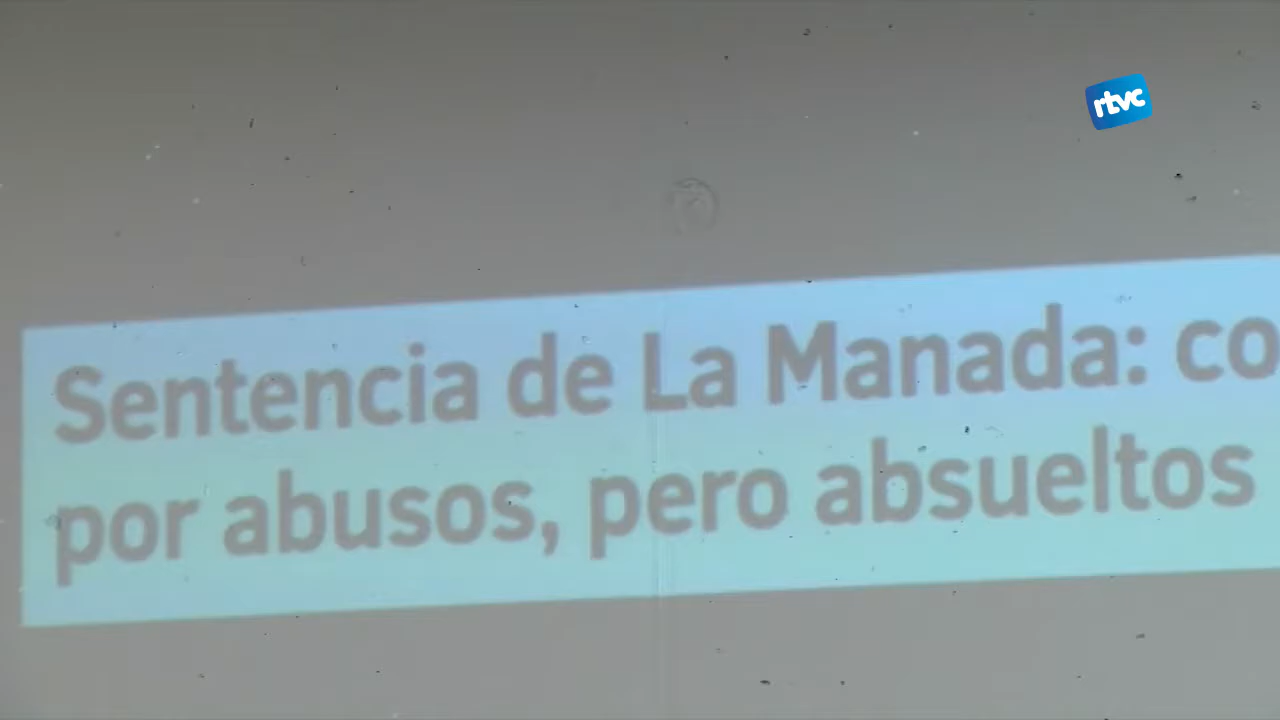 rtvc
Sentencia de La Manada: co
por abusos, pero absueltos